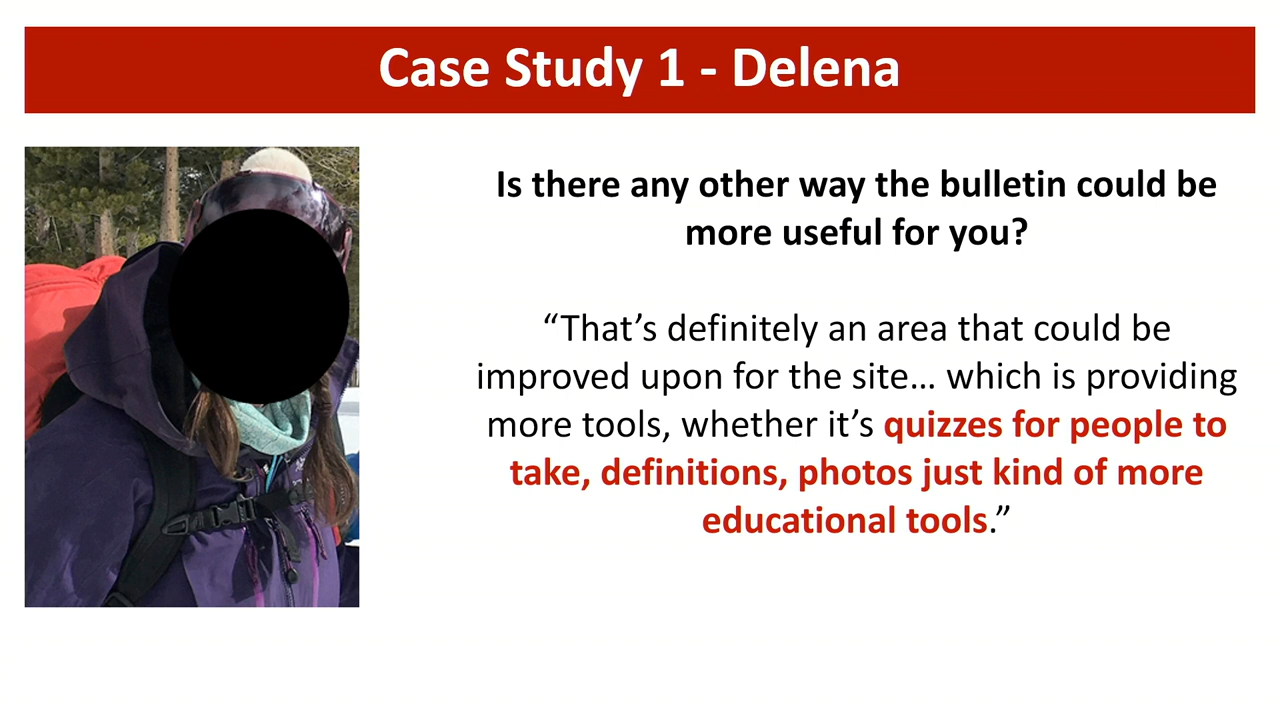 Case Study 1 - Delena
Is there any other way the bulletin could be
more useful for you?
“That’s definitely an area that could be
improved upon for the site... which is providing
more tools, whether it’s quizzes for people to
take, definitions, photos just kind of more
educational tools.”